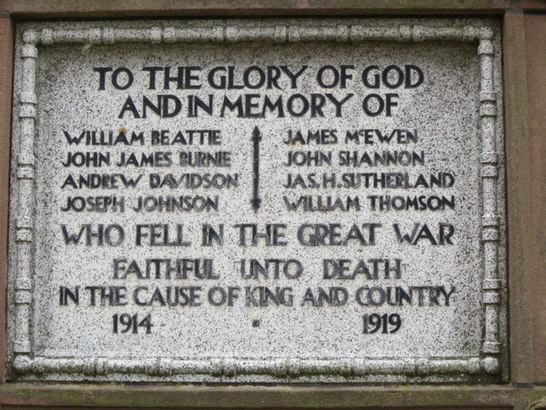 TO THE GLORY OF GOD
AND IN MEMORY OF
WILLIAM BEATTIE
JOHN JAMES BURNIE
ANDREW DAVIDSON
JOSEPH JOHNSON
JAMES McEWEN
JOHN SHANNON
JAS. H. SUTHERLAND
WILLIAM THOMSON
WHO FELL IN THE GREAT WAR
FAITHFUL UNTO DEATH
IN THE CAUSE OF KING AND COUNTRY
1914 · 1919